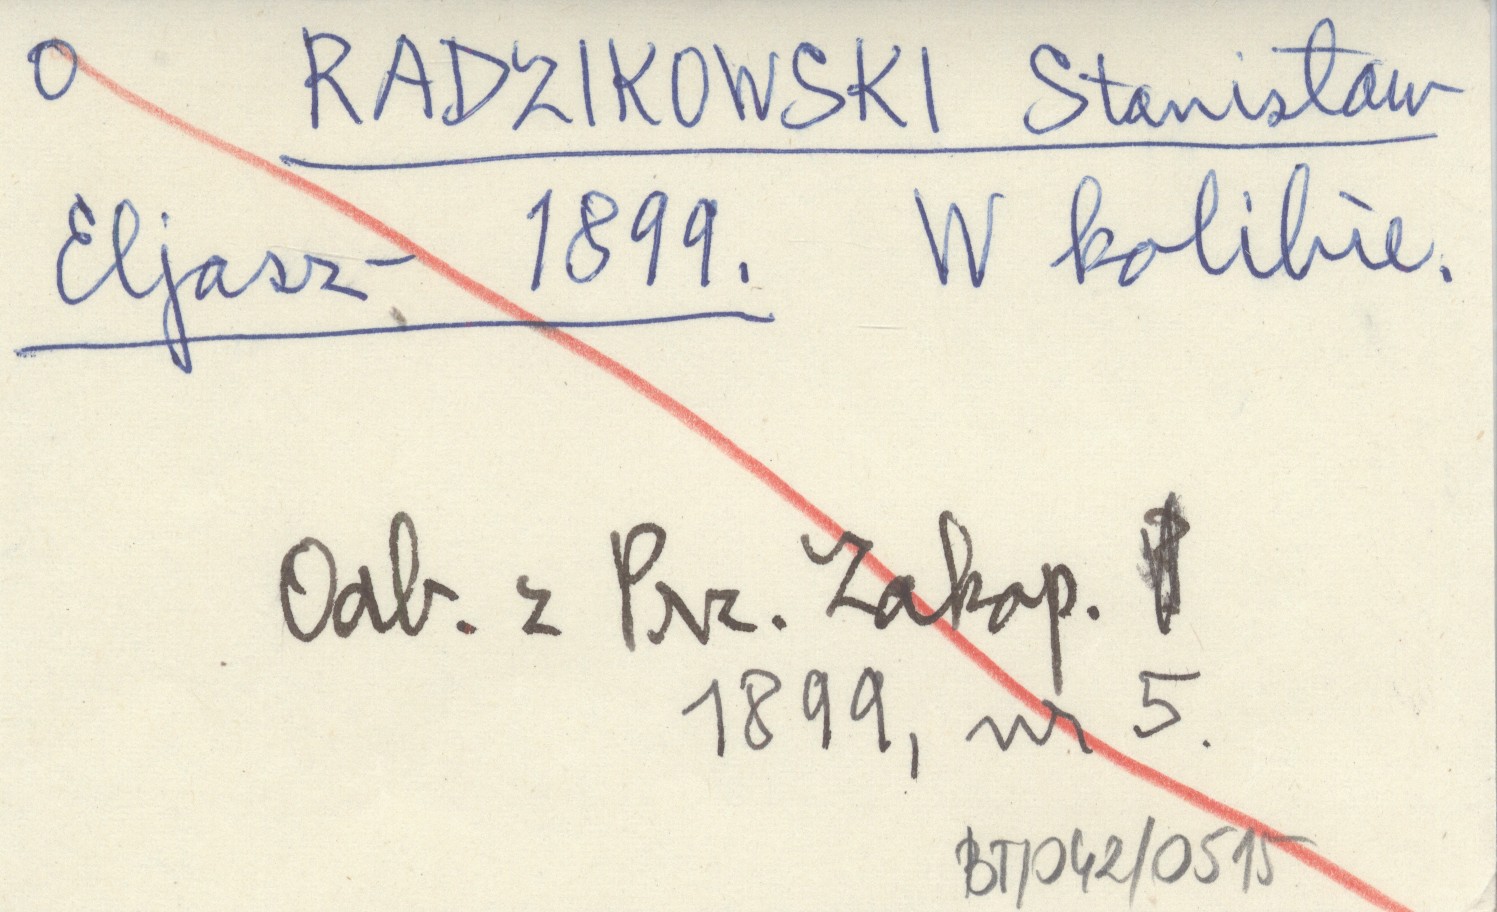 O RADZIKOWSKI Stanisław
Eljasz- 1899. W kolibie.
Odb. z Prz. Zakop.
1899, nr 5.
BT/042/0515